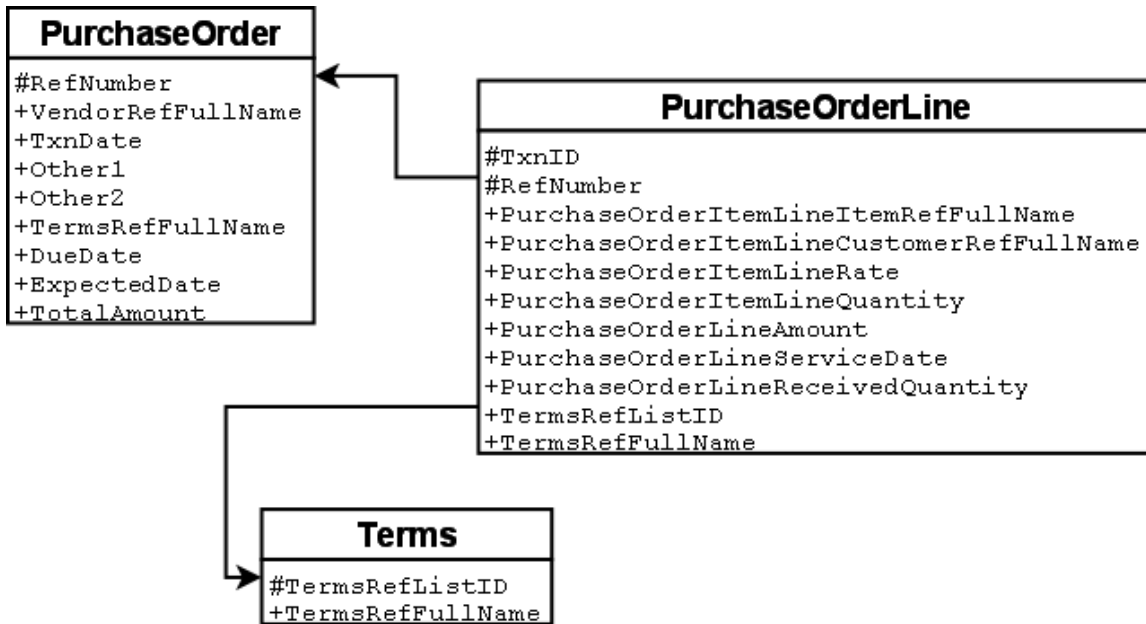 PurchaseOrder
#RefNumber
+VendorRefFullName
+TxnDate
+Other1
+Other2
+TermsRefFullName
+DueDate
+ExpectedDate
+TotalAmount
PurchaseOrderLine
#TxnID
#RefNumber
+PurchaseOrderItemLineItemRefFullName
+PurchaseOrderItemLineCustomerRefFullName
+PurchaseOrderItemLineRate
+PurchaseOrderItemLineQuantity
+PurchaseOrderLineAmount
+PurchaseOrderLineServiceDate
+PurchaseOrderLineReceivedQuantity
+TermsRefListID
+TermsRefFullName
Terms
#TermsRefListID
+TermsRefFullName